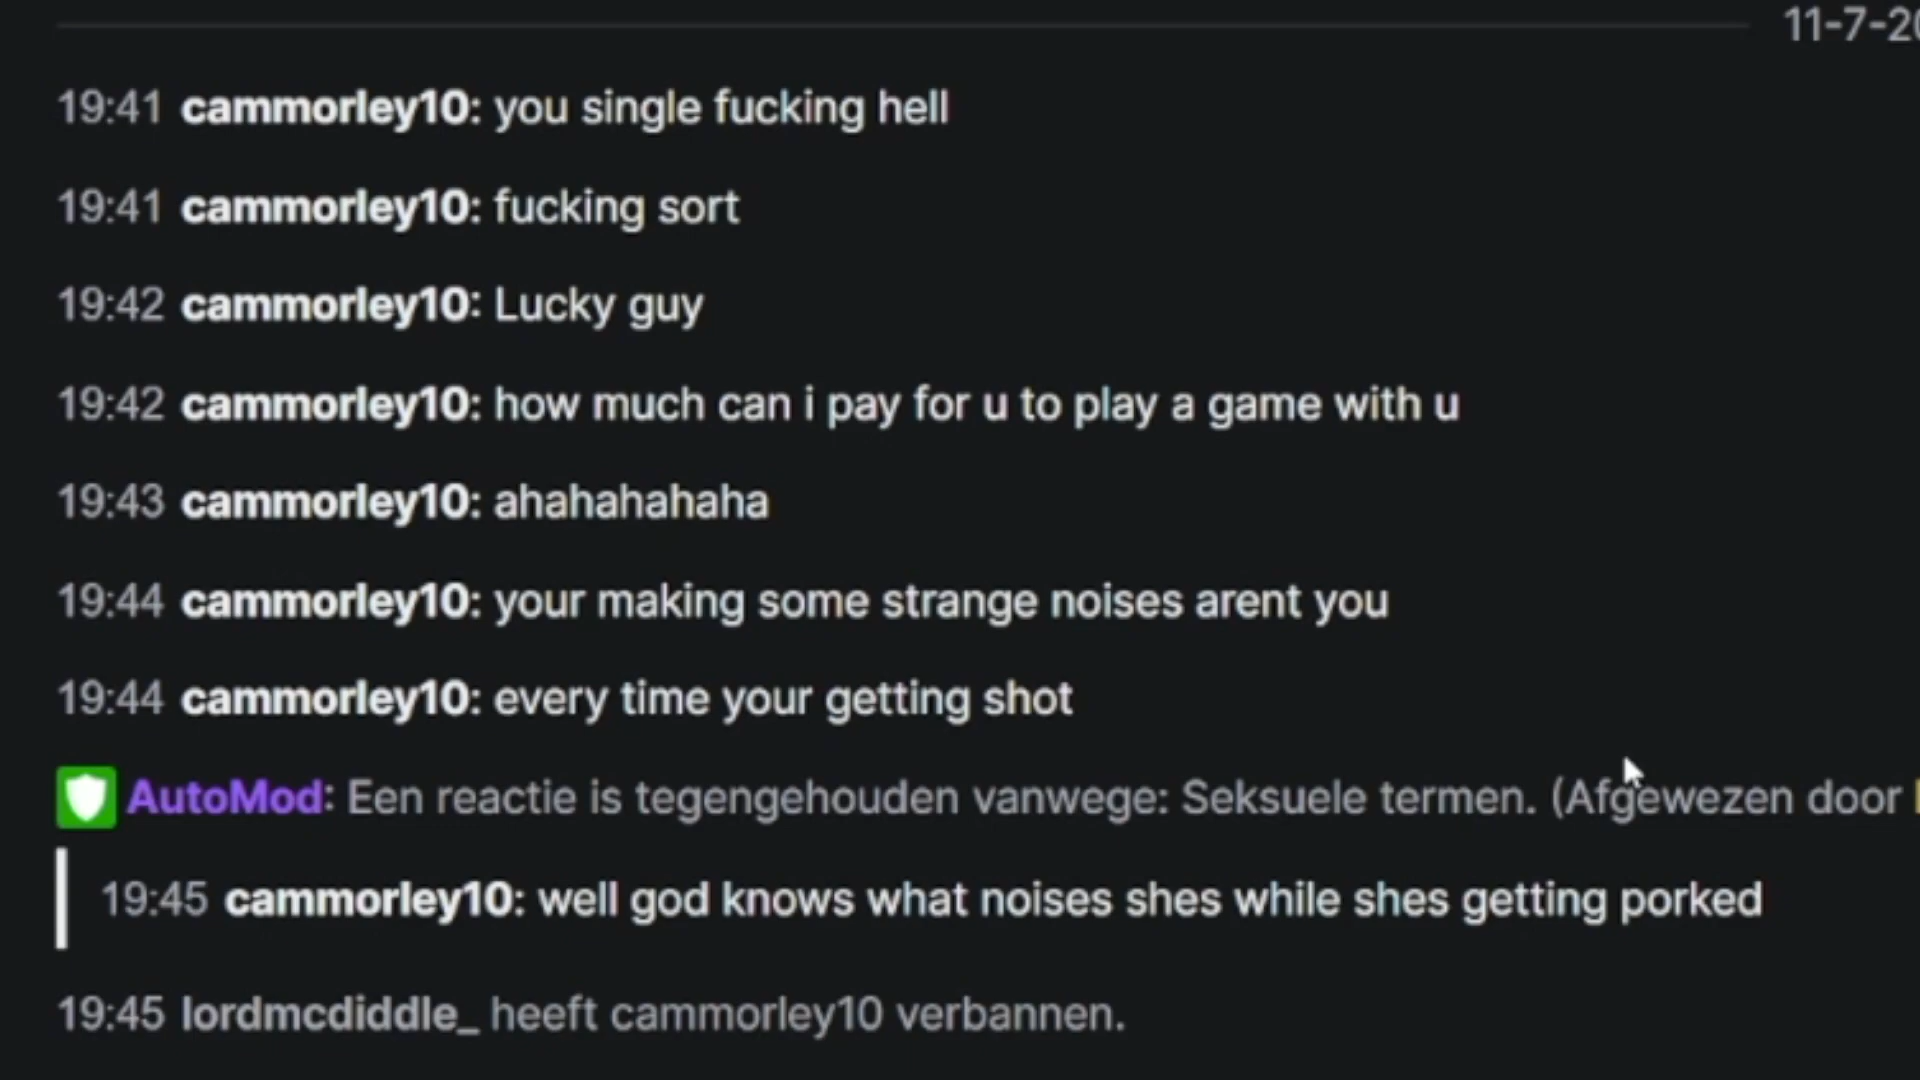 11-7-20
19:41 cammorley10: you single fucking hell
19:41 cammorley10: fucking sort
19:42 cammorley10: Lucky guy
19:42 cammorley10: how much can i pay for u to play a game with u
19:43 cammorley10: ahahahahaha
19:44 cammorley10: your making some strange noises arent you
19:44 cammorley10: every time your getting shot
AutoMod: Een reactie is tegengehouden vanwege: Seksuele termen. (Afgewezen door
19:45 cammorley10: well god knows what noises shes while shes getting porked
19:45 lordmcdiddle_ heeft cammorley10 verbannen.